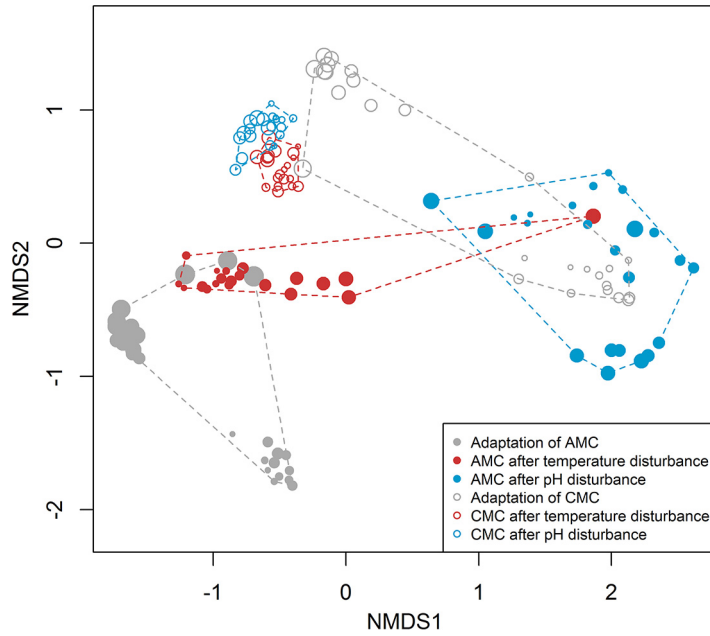 1
0
-1
-2
NMDS2
Adaptation of AMC
AMC after temperature disturbance
AMC after pH disturbance
Adaptation of CMC
CMC after temperature disturbance
CMC after pH disturbance
-1 0 1 2
NMDS1